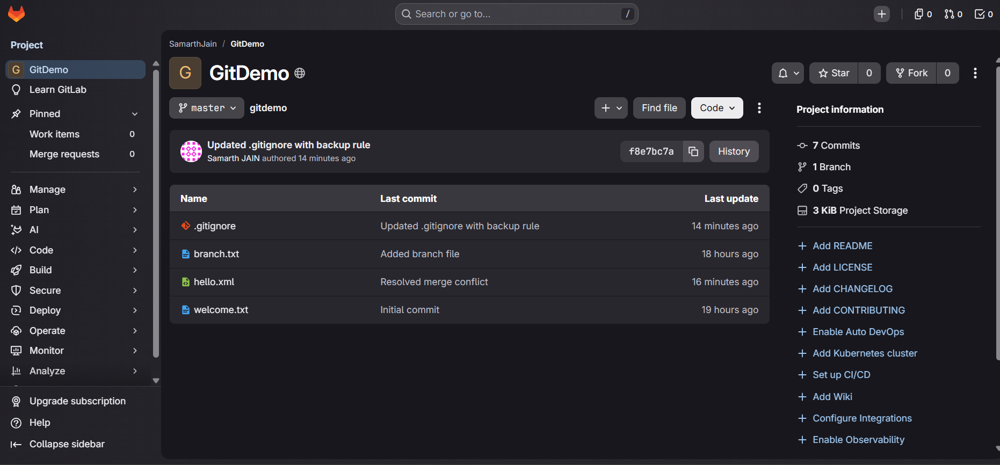 Search or go to...
/
0
0
0
Project
G GitDemo
Learn GitLab
Pinned
Work items 0
Merge requests 0
Manage
Plan
AI
Code
Build
Secure
Deploy
Operate
Monitor
Analyze
Upgrade subscription
Help
Collapse sidebar
SamarthJain / GitDemo
G GitDemo
Star 0
Fork 0
master gitdemo
Find file
Code
Updated .gitignore with backup rule
Samarth JAIN authored 14 minutes ago
f8e7bc7a
History
Name Last commit Last update
.gitignore Updated .gitignore with backup rule 14 minutes ago
branch.txt Added branch file 18 hours ago
hello.xml Resolved merge conflict 16 minutes ago
welcome.txt Initial commit 19 hours ago
Project information
7 Commits
1 Branch
0 Tags
3 KiB Project Storage
Add README
Add LICENSE
Add CHANGELOG
Add CONTRIBUTING
Enable Auto DevOps
Add Kubernetes cluster
Set up CI/CD
Add Wiki
Configure Integrations
Enable Observability